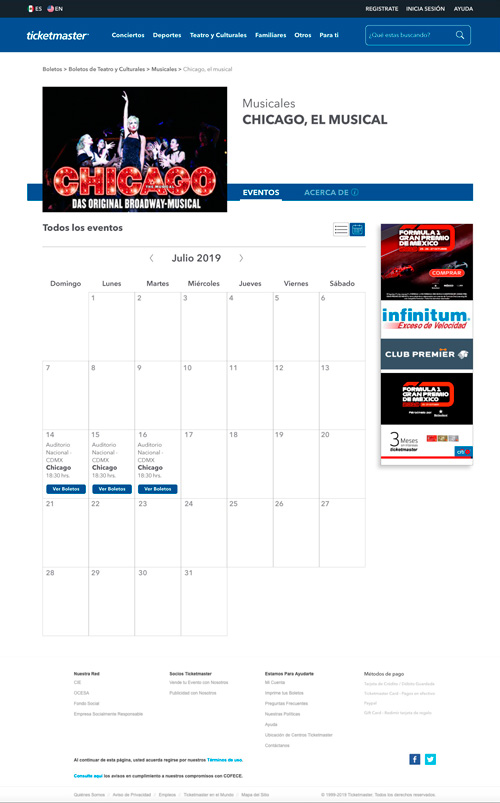 ES EN REGISTRATE INICIA SESIÓN AYUDA
ticketmaster Conciertos Deportes Teatro y Culturales Familiares Otros Para ti ¿Qué estas buscando?
Boletos > Boletos de Teatro y Culturales > Musicales > Chicago, el musical
Musicales
CHICAGO, EL MUSICAL
CHICAGO
THE MUSICAL
DAS ORIGINAL BROADWAY-MUSICAL
EVENTOS ACERCA DE
Todos los eventos
Julio 2019
Domingo Lunes Martes Miércoles Jueves Viernes Sábado
1 2 3 4 5 6
7 8 9 10 11 12 13
14 15 16 17 18 19 20
Auditorio Nacional - CDMX
Chicago
18:30 hrs.
Ver Boletos
Auditorio Nacional - CDMX
Chicago
18:30 hrs.
Ver Boletos
Auditorio Nacional - CDMX
Chicago
18:30 hrs.
Ver Boletos
21 22 23 24 25 26 27
28 29 30 31
FORMULA 1
GRAN PREMIO
DE MÉXICO
COMPRAR
infinitum
Exceso de Velocidad
CLUB PREMIER
FORMULA 1
GRAN PREMIO
DE MÉXICO
3 Meses
ticketmaster
citi
Nuestra Red
CIE
OCESA
Fondo Social
Empresa Socialmente Responsable
Socios Ticketmaster
Vende tu Evento con Nosotros
Publicidad con Nosotros
Estamos Para Ayudarte
Mi Cuenta
Imprime tus Boletos
Preguntas Frecuentes
Nuestras Políticas
Ayuda
Ubicación de Centros Ticketmaster
Contáctanos
Métodos de pago
Al continuar de esta página, usted acuerda regirse por nuestros Términos de uso.
Consulte aquí los avisos en cumplimiento a nuestros compromisos con COFECE.
Quiénes Somos / Aviso de Privacidad / Empleos / Ticketmaster en el Mundo / Mapa del Sitio © 1999-2019 Ticketmaster. Todos los derechos reservados.